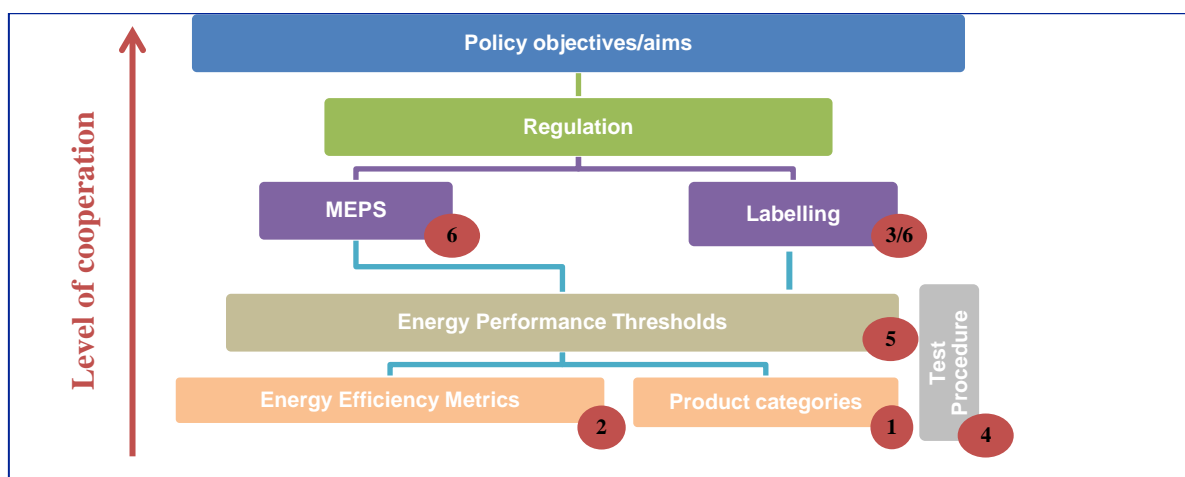 Policy objectives/aims
Level of cooperation
Regulation
MEPS
6
Labelling
3/6
Energy Performance Thresholds
5
Test
Procedure
4
Energy Efficiency Metrics
2
Product categories
1